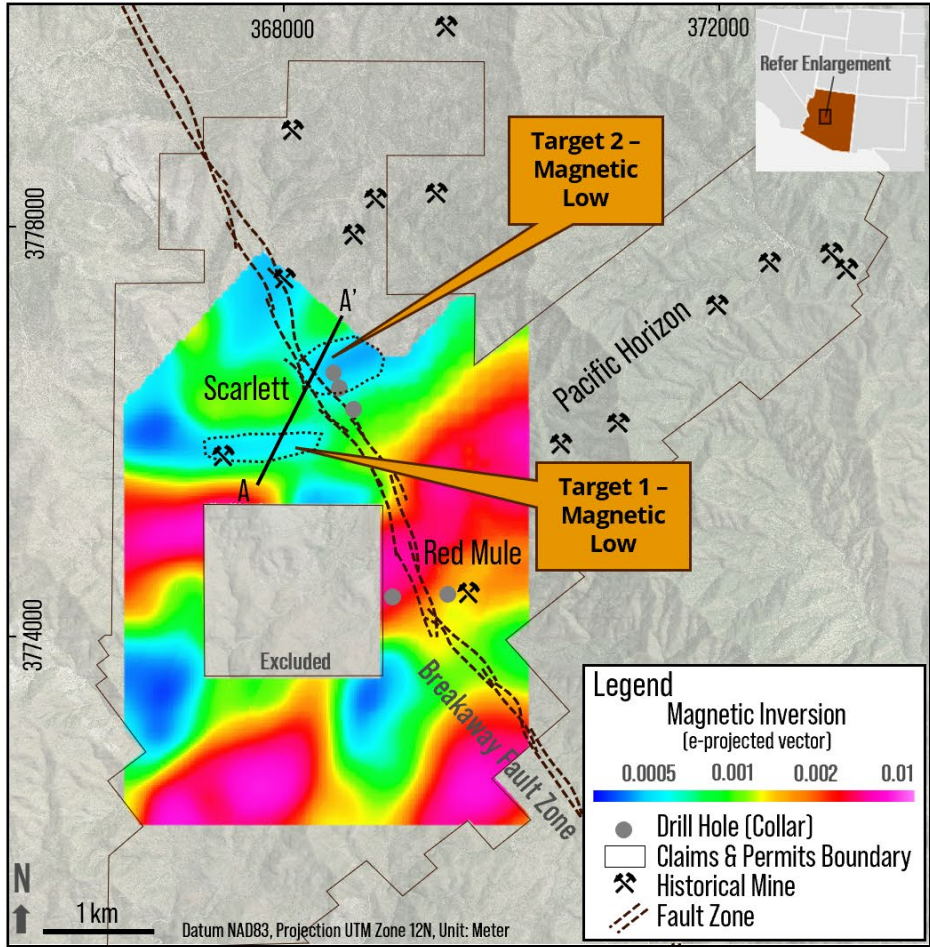 368000
372000
Refer Enlargement
Target 2 –
Magnetic
Low
3778000
A'
Pacific Horizon
Scarlett
A
Target 1 –
Magnetic
Low
Red Mule
3774000
Excluded
Breakaway Fault Zone
Legend
Magnetic Inversion
(e-projected vector)
0.0005 0.001 0.002 0.01
Drill Hole (Collar)
Claims & Permits Boundary
Historical Mine
Fault Zone
N
1 km
Datum NAD83, Projection UTM Zone 12N, Unit: Meter